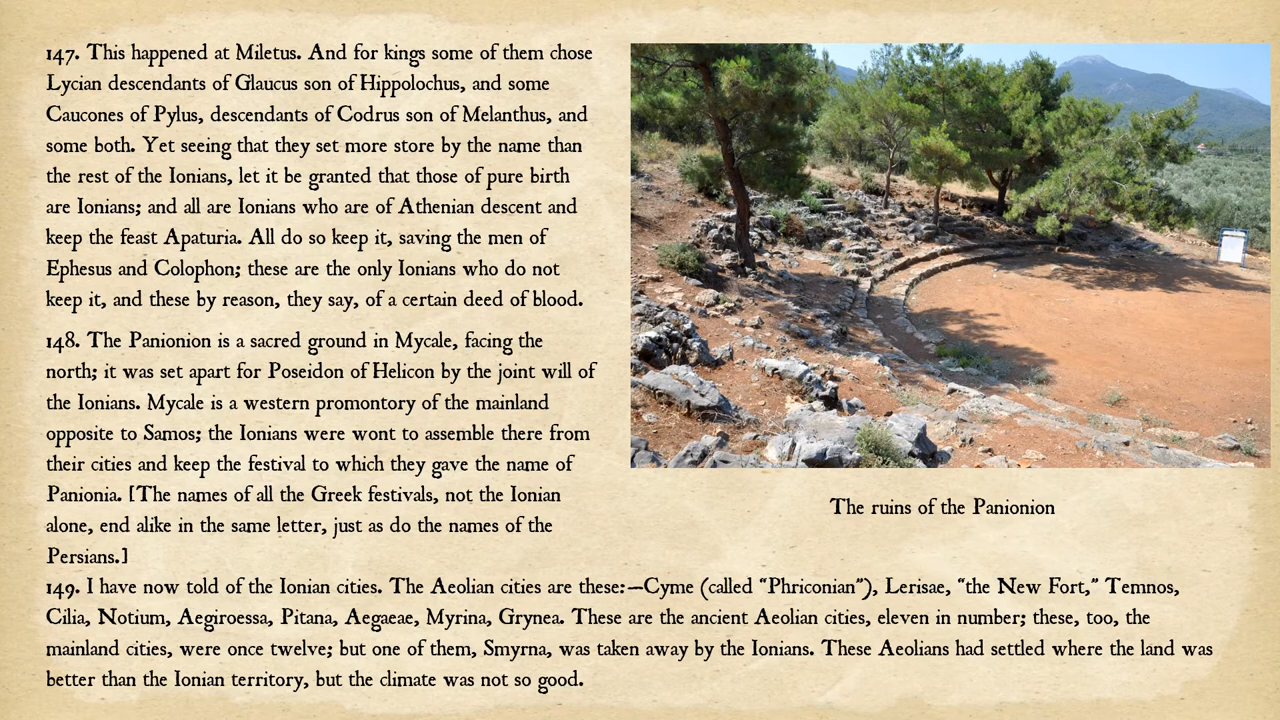 147. This happened at Miletus. And for kings some of them chose
Lycian descendants of Glaucus son of Hippolochus, and some
Caucones of Pylus, descendants of Codrus son of Melanthus, and
some both. Yet seeing that they set more store by the name than
the rest of the Ionians, let it be granted that those of pure birth
are Ionians; and all are Ionians who are of Athenian descent and
keep the feast Apaturia. All do so keep it, saving the men of
Ephesus and Colophon; these are the only Ionians who do not
keep it, and these by reason, they say, of a certain deed of blood.
148. The Panionion is a sacred ground in Mycale, facing the
north; it was set apart for Poseidon of Helicon by the joint will of
the Ionians. Mycale is a western promontory of the mainland
opposite to Samos; the Ionians were wont to assemble there from
their cities and keep the festival to which they gave the name of
Panionia. [The names of all the Greek festivals, not the Ionian
alone, end alike in the same letter, just as do the names of the
Persians.]
The ruins of the Panionion
149. I have now told of the Ionian cities. The Aeolian cities are these:—Cyme (called “Phriconian”), Lerisae, “the New Fort,” Temnos,
Cilia, Notium, Aegiroessa, Pitana, Aegaeae, Myrina, Grynea. These are the ancient Aeolian cities, eleven in number; these, too, the
mainland cities, were once twelve; but one of them, Smyrna, was taken away by the Ionians. These Aeolians had settled where the land was
better than the Ionian territory, but the climate was not so good.